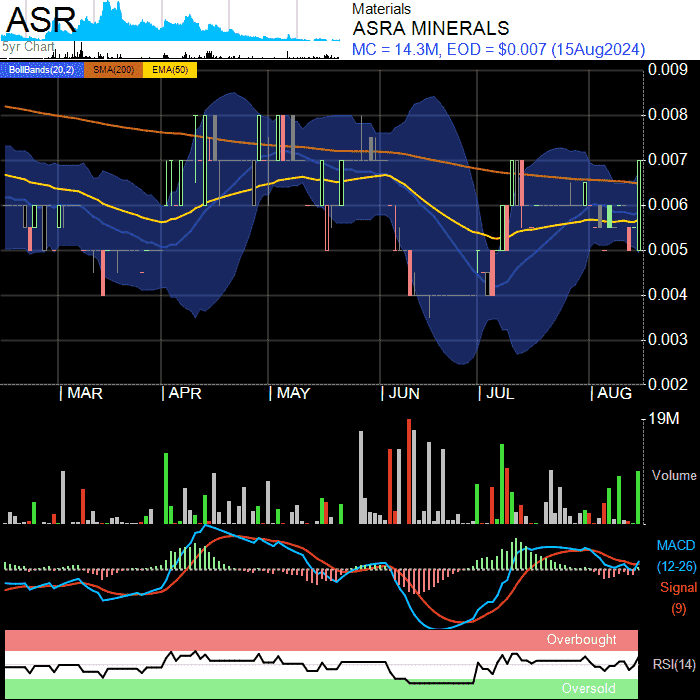 ASR
5yr Chart
Materials
ASRA MINERALS
MC = 14.3M, EOD = $0.007 (15Aug2024)
BollBands(20,2) SMA(200) EMA(50)
0.009
0.008
0.007
0.006
0.005
0.004
0.003
0.002
MAR APR MAY JUN JUL AUG
19M
Volume
MACD
(12-26)
Signal
(9)
Overbought
RSI(14)
Oversold